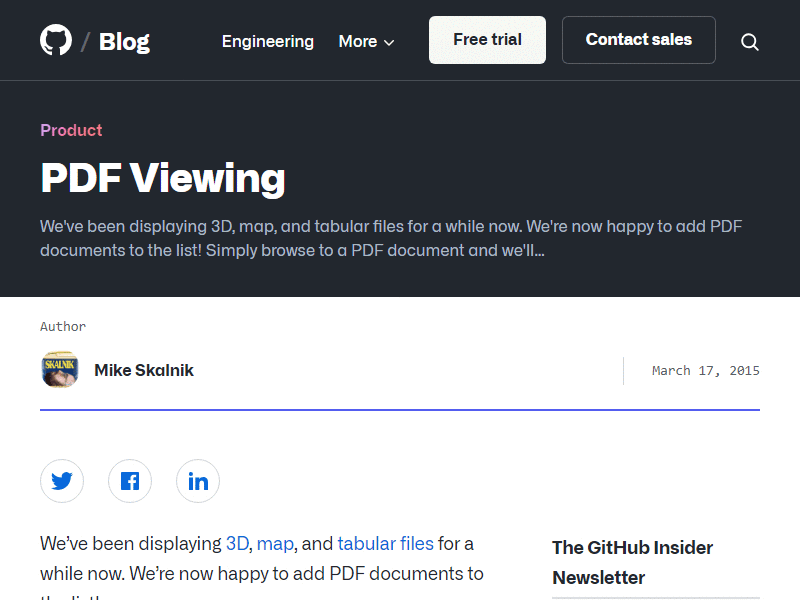 / Blog
Engineering
More
Free trial
Contact sales
Product
PDF Viewing
We've been displaying 3D, map, and tabular files for a while now. We're now happy to add PDF
documents to the list! Simply browse to a PDF document and we'll...
Author
SKALNIK
Mike Skalnik
March 17, 2015
We’ve been displaying 3D, map, and tabular files for a
while now. We’re now happy to add PDF documents to
The GitHub Insider
Newsletter